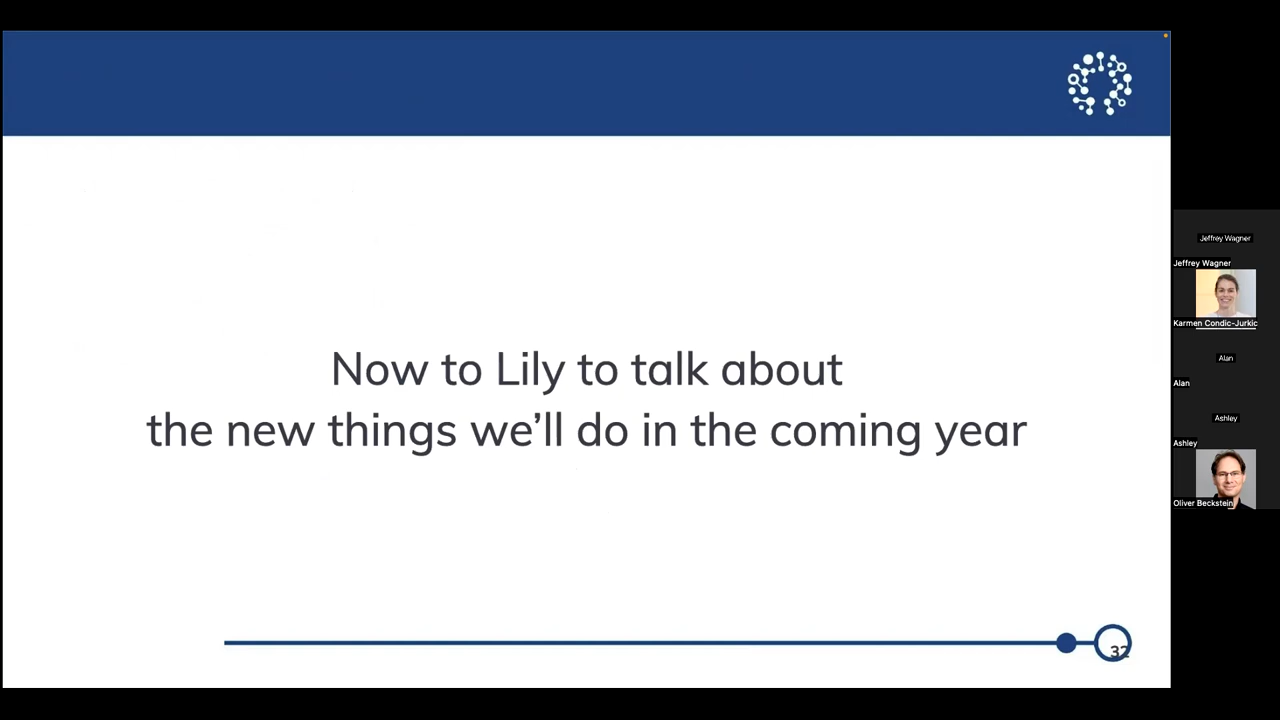 Now to Lily to talk about
the new things we’ll do in the coming year
32
Jeffrey Wagner
Jeffrey Wagner
Karmen Condic-Jurkic
Alan
Alan
Ashley
Ashley
Oliver Beckstein